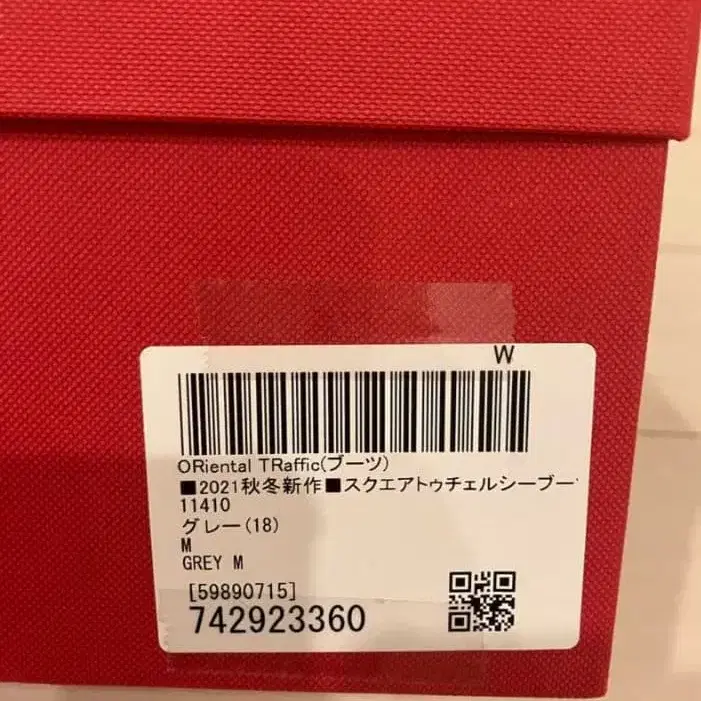 W
ORiental TRaffic(ブーツ)
■2021秋冬新作■スクエアトゥチェルシーブー
11410
グレー(18)
M
GREY M
[59890715]
742923360